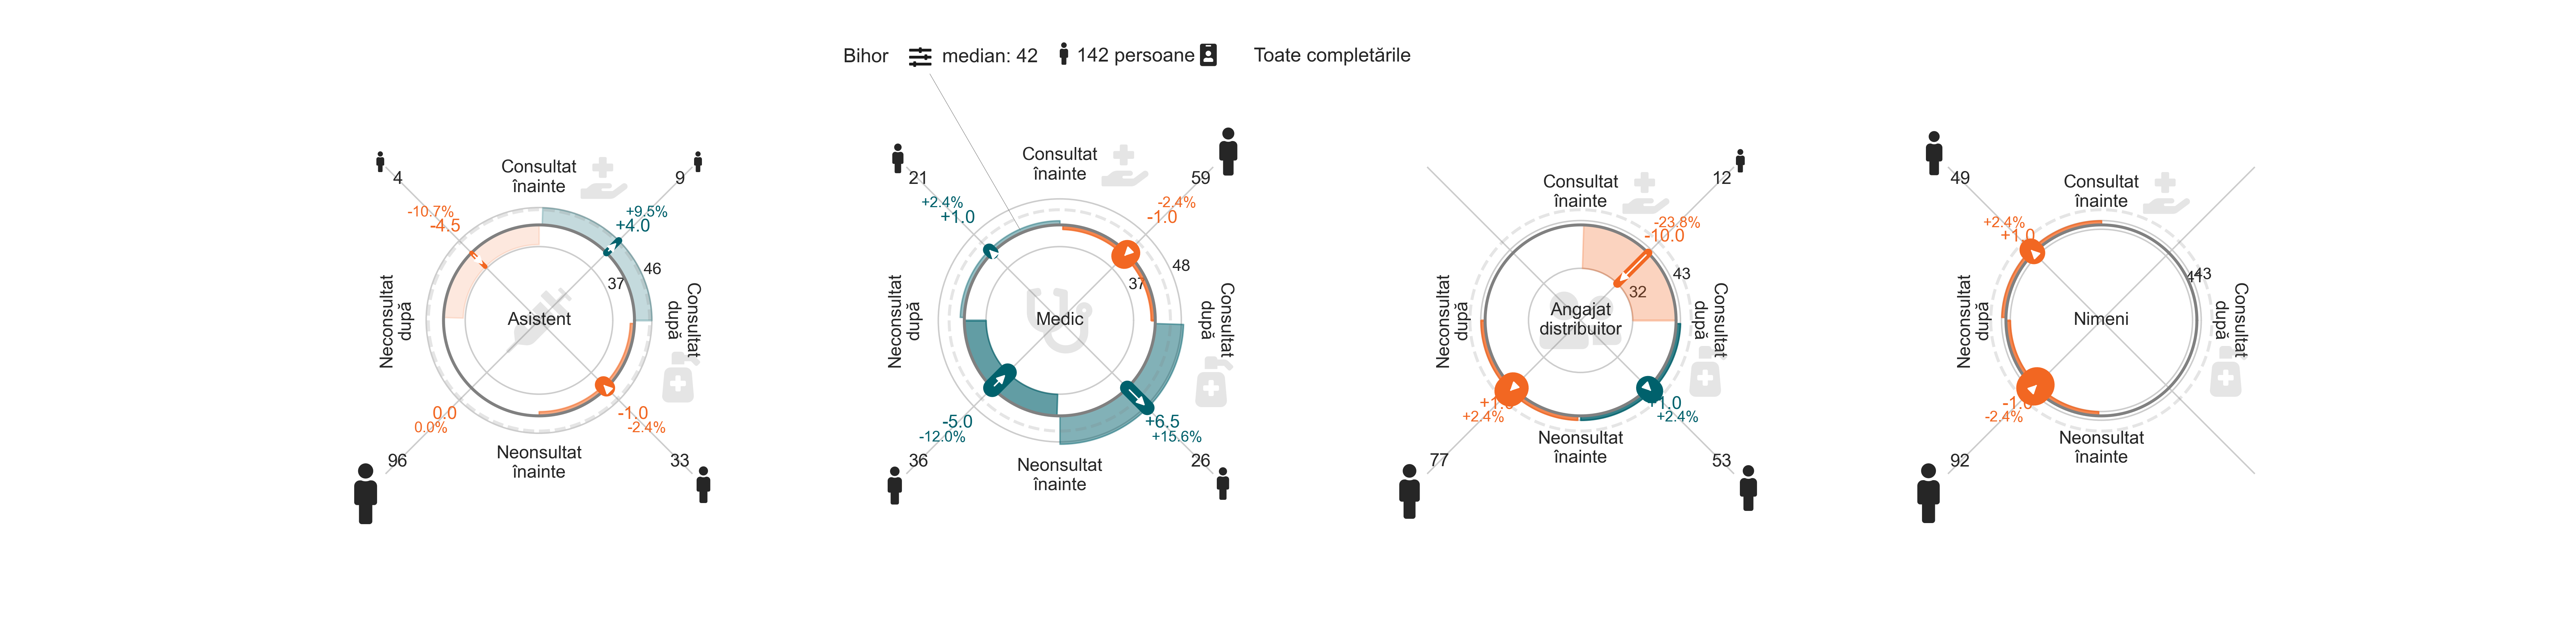 Bihor median: 42 142 persoane Toate completările
Consultat
înainte
4
9
-10.7%
-4.5
+9.5%
+4.0
46
37
Neconsultat
după
Asistent
Consultat
după
0.0
0.0%
-1.0
-2.4%
Neonsultat
înainte
96
33
Consultat
înainte
21
59
+2.4%
+1.0
-2.4%
-1.0
48
37
Neconsultat
după
Medic
Consultat
după
-5.0
-12.0%
+6.5
+15.6%
Neonsultat
înainte
36
26
Consultat
înainte
12
-23.8%
-10.0
43
32
Neconsultat
după
Angajat
distribuitor
Consultat
după
+1.0
+2.4%
+1.0
+2.4%
Neonsultat
înainte
77
53
Consultat
înainte
49
+2.4%
+1.0
43
Neconsultat
după
Nimeni
Consultat
după
-1.0
-2.4%
Neonsultat
înainte
92